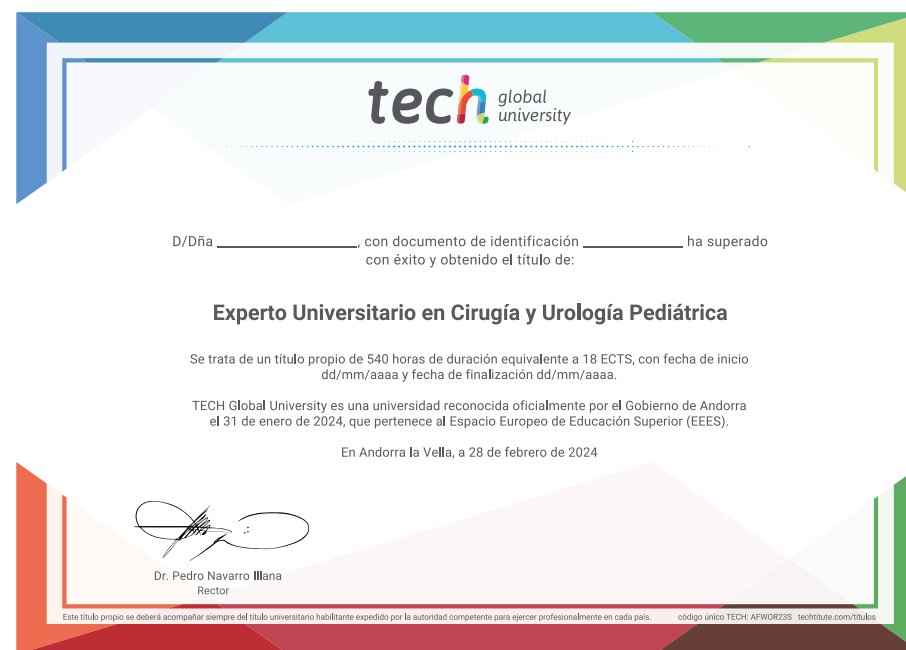 tech global university
D/Dña ____________, con documento de identificación ____________ ha superado
con éxito y obtenido el título de:
Experto Universitario en Cirugía y Urología Pediátrica
Se trata de un título propio de 540 horas de duración equivalente a 18 ECTS, con fecha de inicio
dd/mm/aaaa y fecha de finalización dd/mm/aaaa.
TECH Global University es una universidad reconocida oficialmente por el Gobierno de Andorra
el 31 de enero de 2024, que pertenece al Espacio Europeo de Educación Superior (EEES).
En Andorra la Vella, a 28 de febrero de 2024
Dr. Pedro Navarro Illana
Rector
Este título propio se deberá acompañar siempre del título universitario habilitante expedido por la autoridad competente para ejercer profesionalmente en cada país. código único TECH: AFWOR23S techtitute.com/titulos